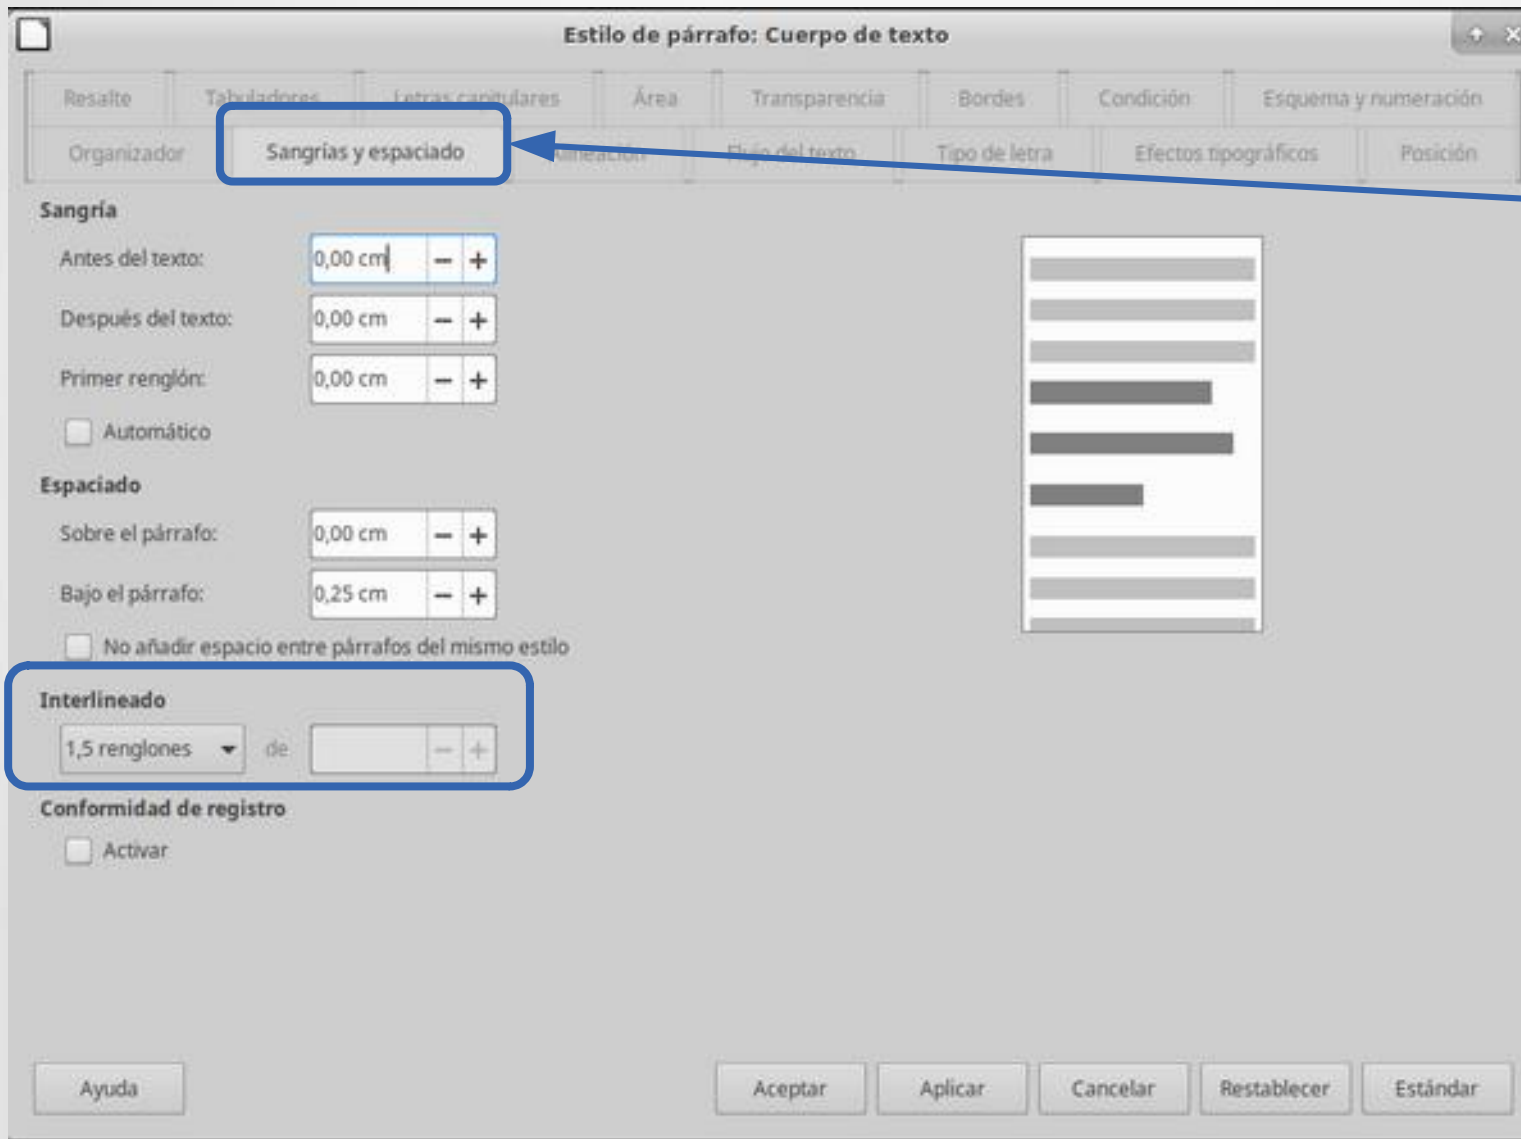 Estilo de párrafo: Cuerpo de texto
Resalte Tabuladores Letras capitulares Área Transparencia Bordes Condición Esquema y numeración
Organizador Sangrías y espaciado Alineación Flujo del texto Tipo de letra Efectos tipográficos Posición
Sangría
Antes del texto: 0,00 cm − +
Después del texto: 0,00 cm − +
Primer renglón: 0,00 cm − +
Automático
Espaciado
Sobre el párrafo: 0,00 cm − +
Bajo el párrafo: 0,25 cm − +
No añadir espacio entre párrafos del mismo estilo
Interlineado
1,5 renglones de − +
Conformidad de registro
Activar
Ayuda Aceptar Aplicar Cancelar Restablecer Estándar